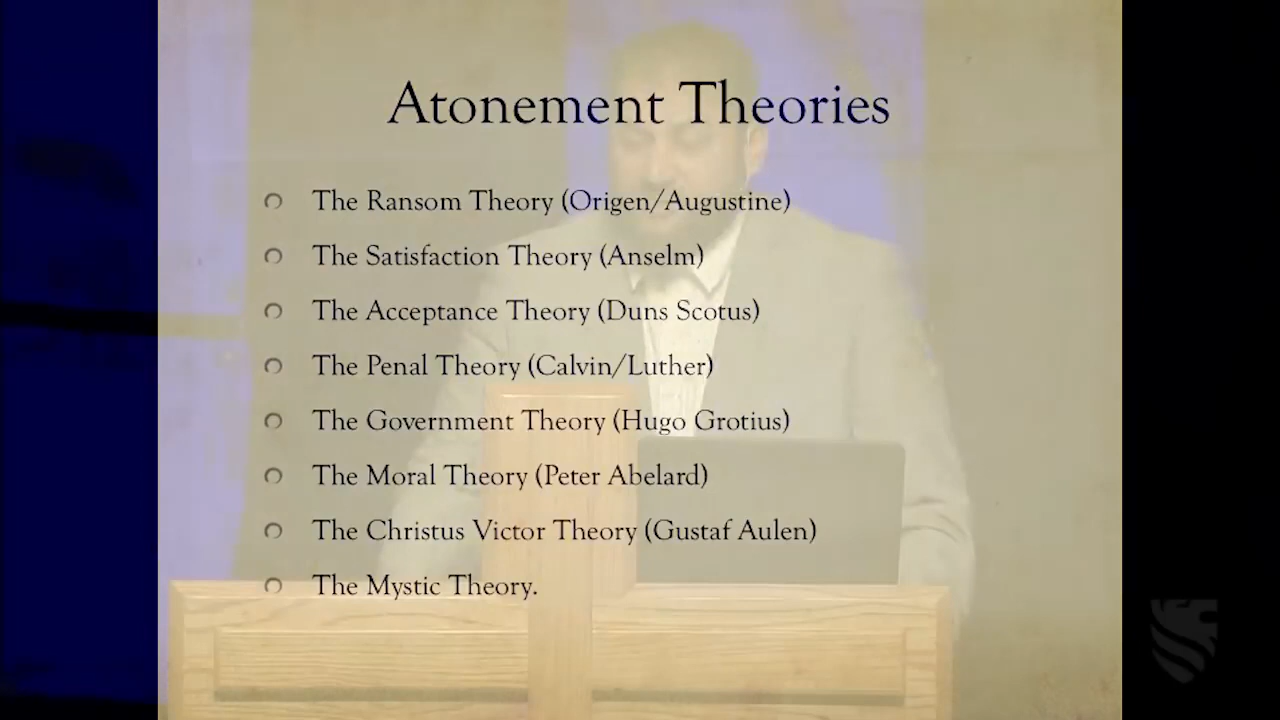 Atonement Theories
The Ransom Theory (Origen/Augustine)
The Satisfaction Theory (Anselm)
The Acceptance Theory (Duns Scotus)
The Penal Theory (Calvin/Luther)
The Government Theory (Hugo Grotius)
The Moral Theory (Peter Abelard)
The Christus Victor Theory (Gustaf Aulen)
The Mystic Theory.